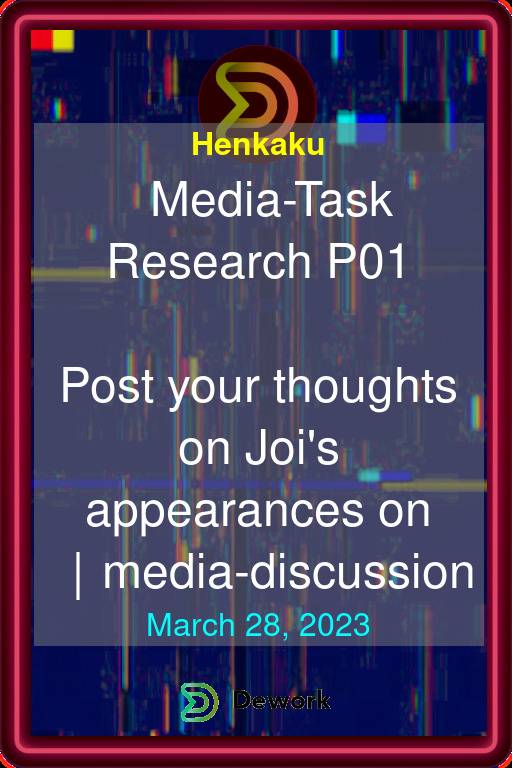 Henkaku
Media-Task
Research P01
Post your thoughts
on Joi's
appearances on
| media-discussion
March 28, 2023
Dework